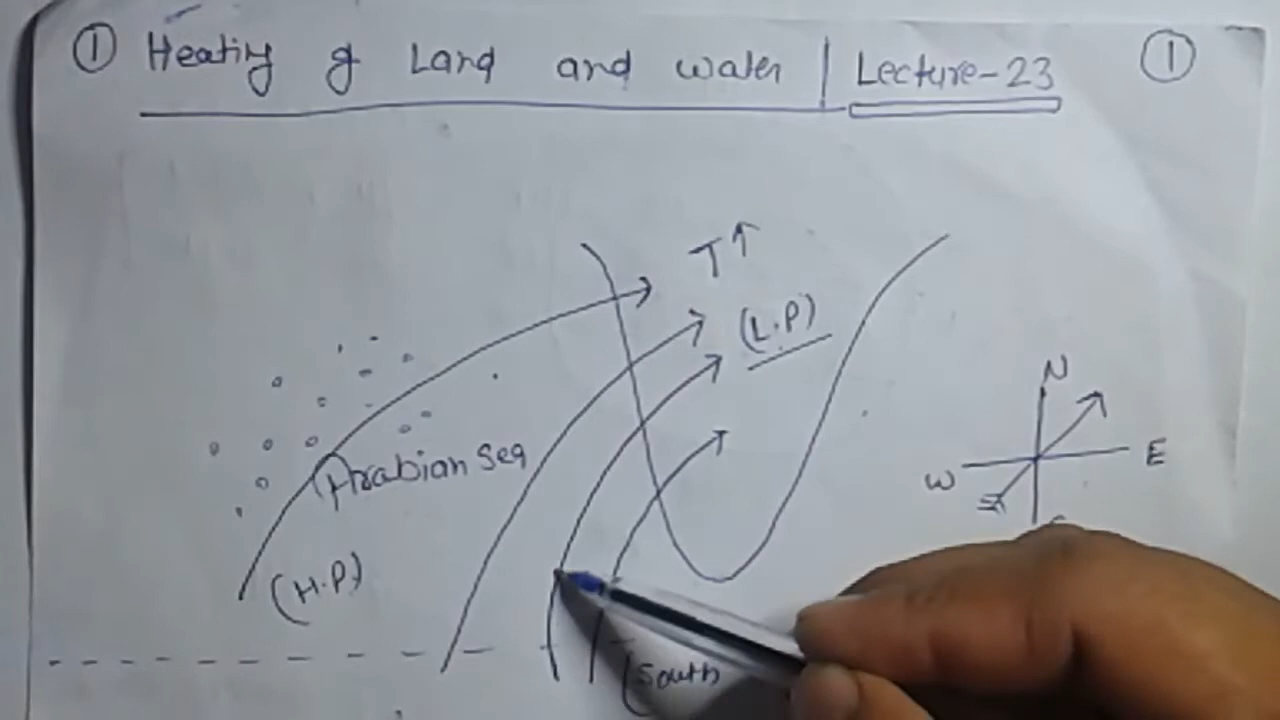 ① Heating of Land and water | Lecture-23 ①
T↑
(L.P)
N
Arabian Sea
W E
(H.P)
(South